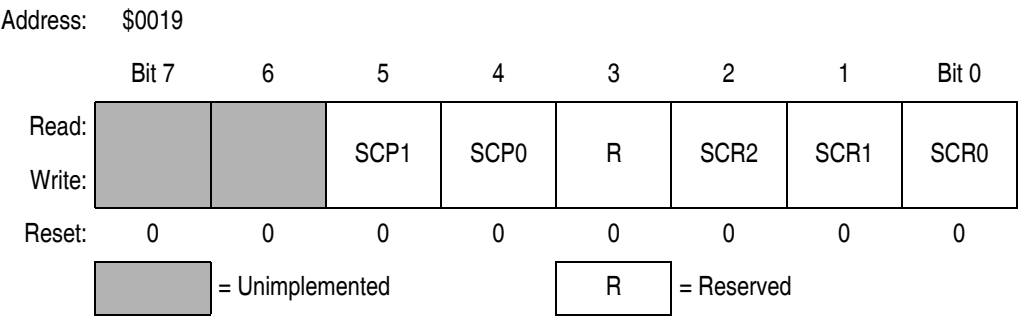 Address: $0019
Bit 7 6 5 4 3 2 1 Bit 0
Read:
SCP1 SCP0 R SCR2 SCR1 SCR0
Write:
Reset: 0 0 0 0 0 0 0 0
= Unimplemented R = Reserved